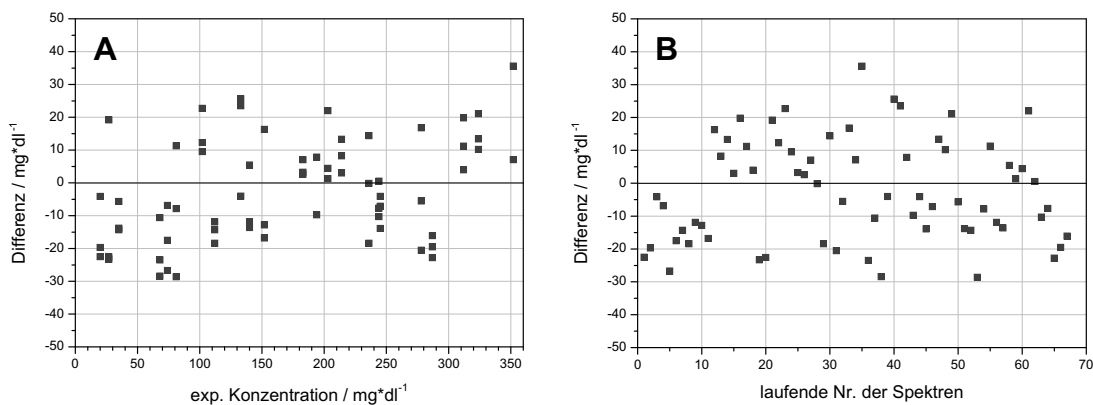 A
Differenz / mg*dl-1
50
40
30
20
10
0
-10
-20
-30
-40
-50
0 50 100 150 200 250 300 350
exp. Konzentration / mg*dl-1
B
Differenz / mg*dl-1
50
40
30
20
10
0
-10
-20
-30
-40
-50
0 10 20 30 40 50 60 70
laufende Nr. der Spektren